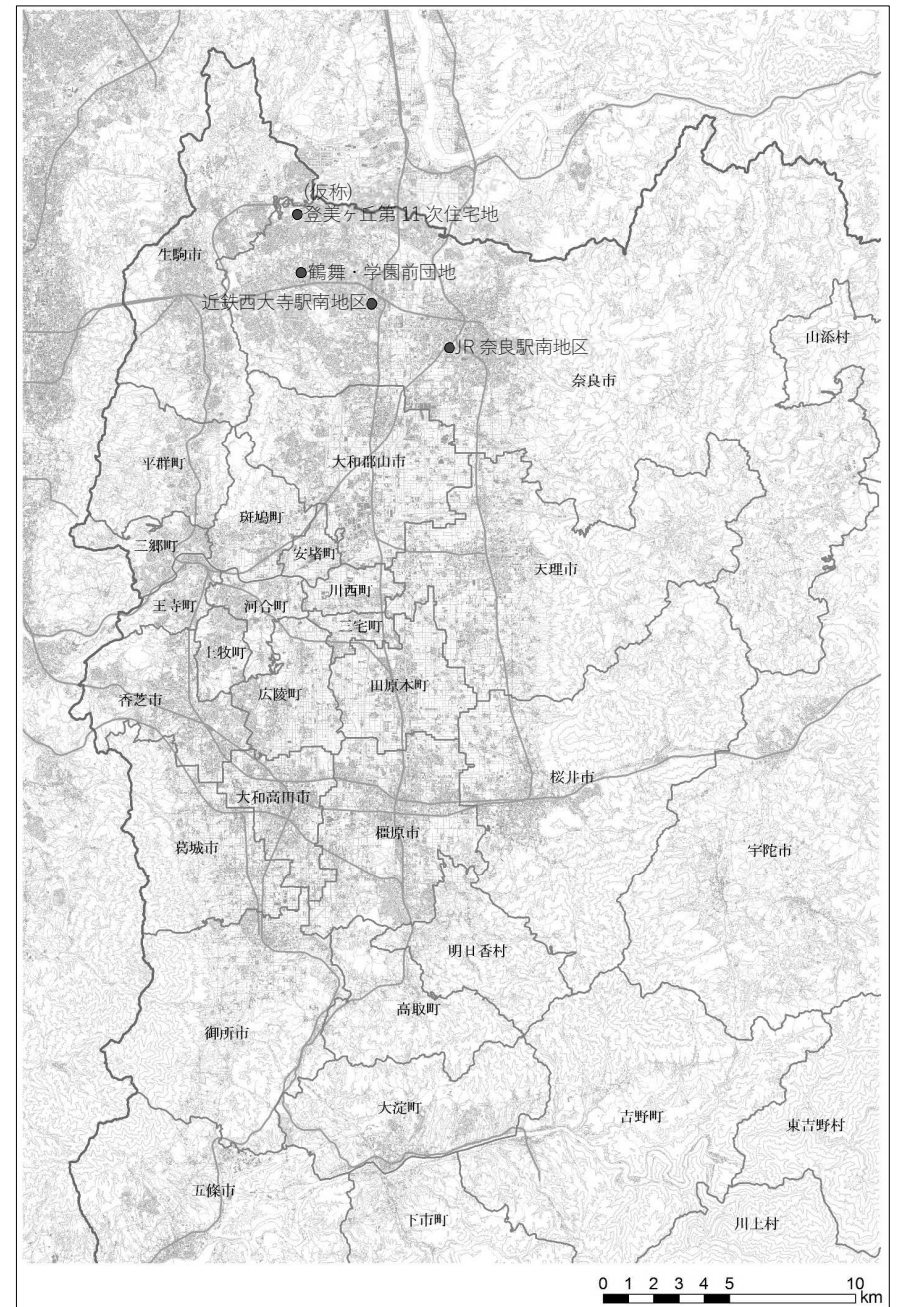 (仮称)
登美ヶ丘第 11 次住宅地
生駒市
鶴舞・学園前団地
近鉄西大寺駅南地区
山添村
JR 奈良駅南地区
奈良市
平群町
大和郡山市
斑鳩町
三郷町
安堵町
天理市
川西町
王寺町
河合町
三宅町
上牧町
田原本町
広陵町
香芝市
桜井市
大和高田市
橿原市
葛城市
宇陀市
明日香村
高取町
御所市
大淀町
吉野町
東吉野村
五條市
下市町
川上村
0 1 2 3 4 5 10
km